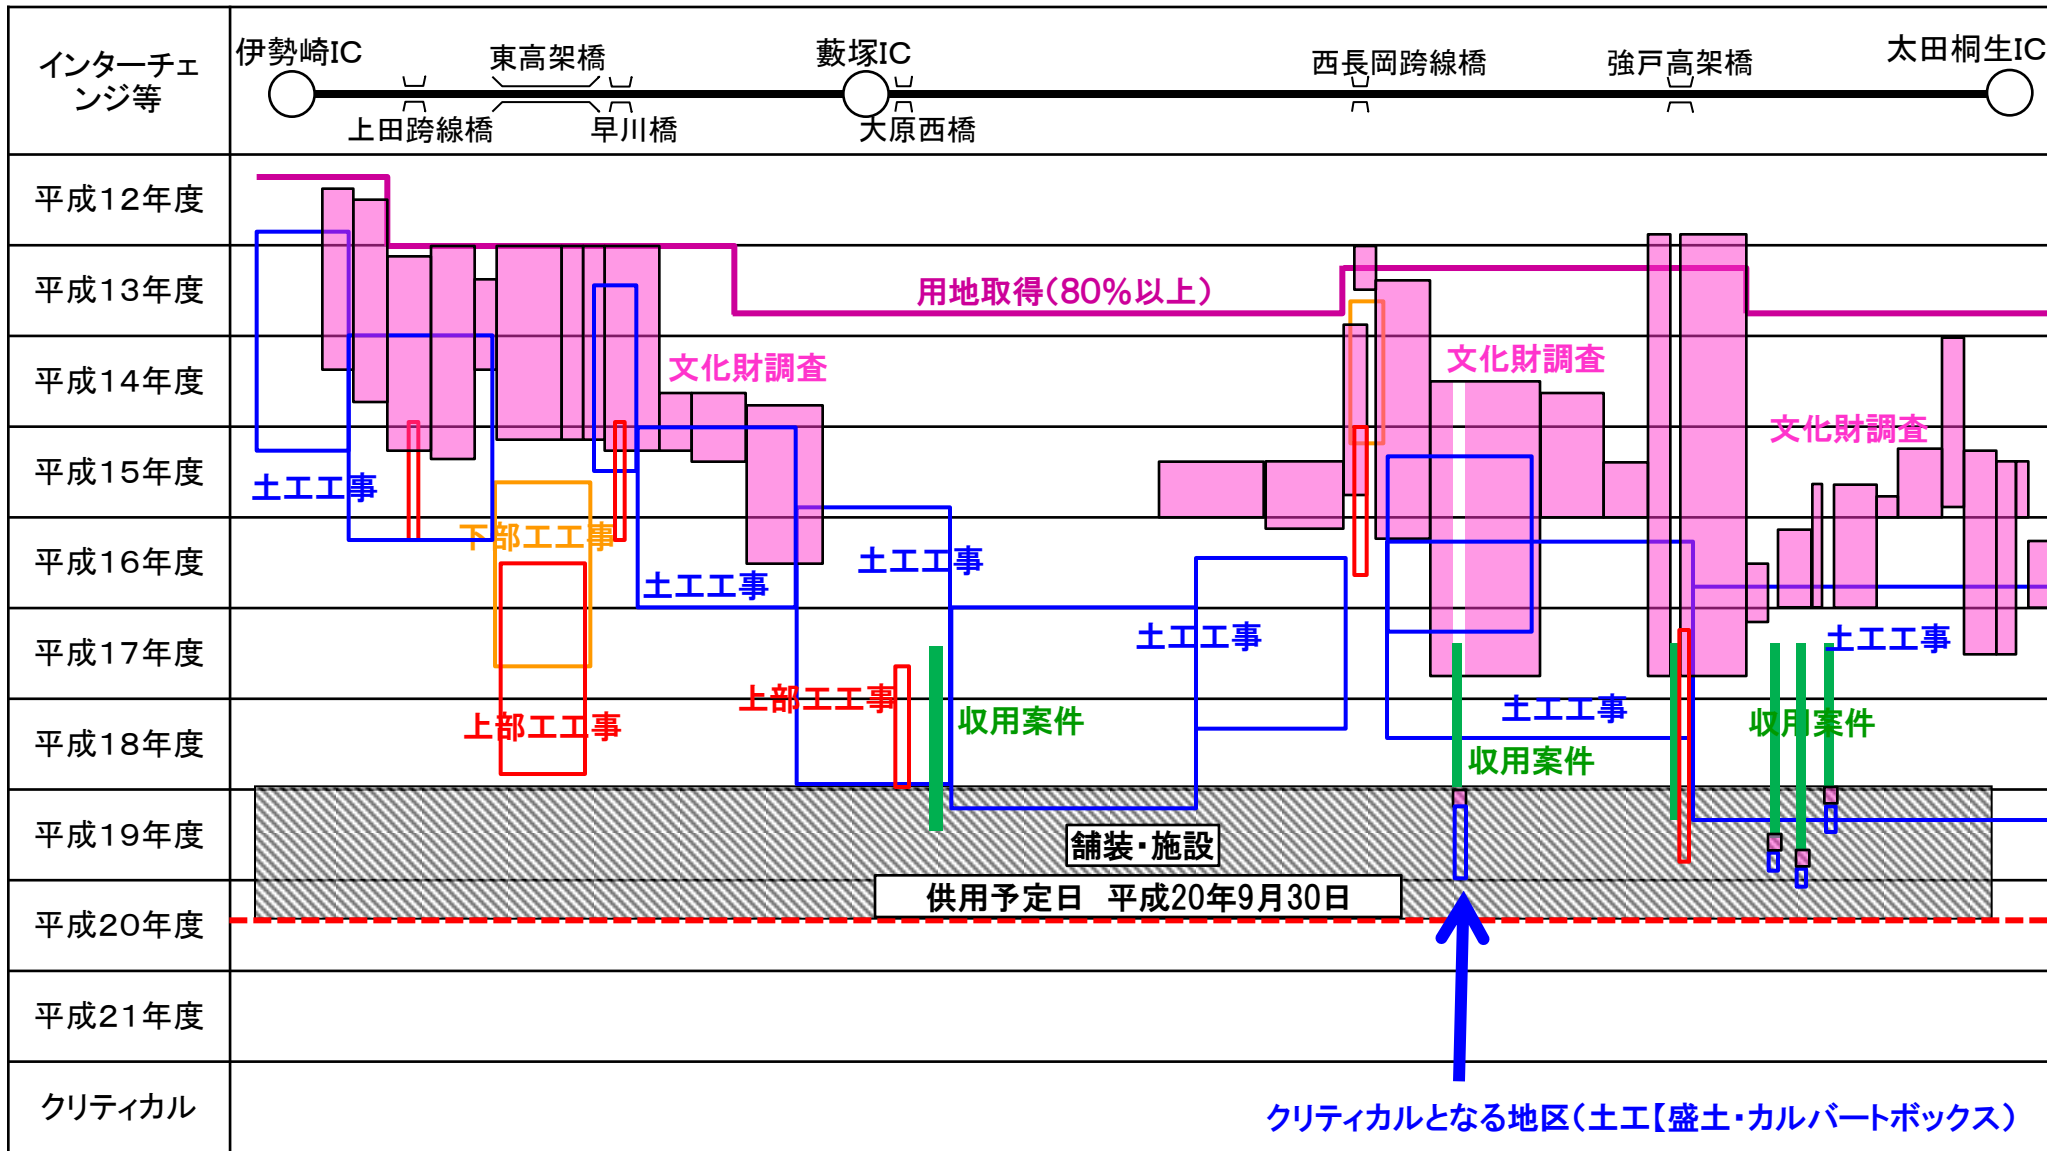 インターチェ
ンジ等
伊勢崎IC
東高架橋
藪塚IC
西長岡跨線橋
強戸高架橋
太田桐生IC
上田跨線橋
早川橋
大原西橋
平成12年度
平成13年度
用地取得(80%以上)
平成14年度
文化財調査
文化財調査
文化財調査
平成15年度
土工工事
下部工工事
平成16年度
土工工事
土工工事
平成17年度
土工工事
土工工事
上部工工事
上部工工事
収用案件
土工工事
収用案件
平成18年度
収用案件
平成19年度
舗装・施設
供用予定日 平成20年9月30日
平成20年度
平成21年度
クリティカル
クリティカルとなる地区(土工【盛土・カルバートボックス)